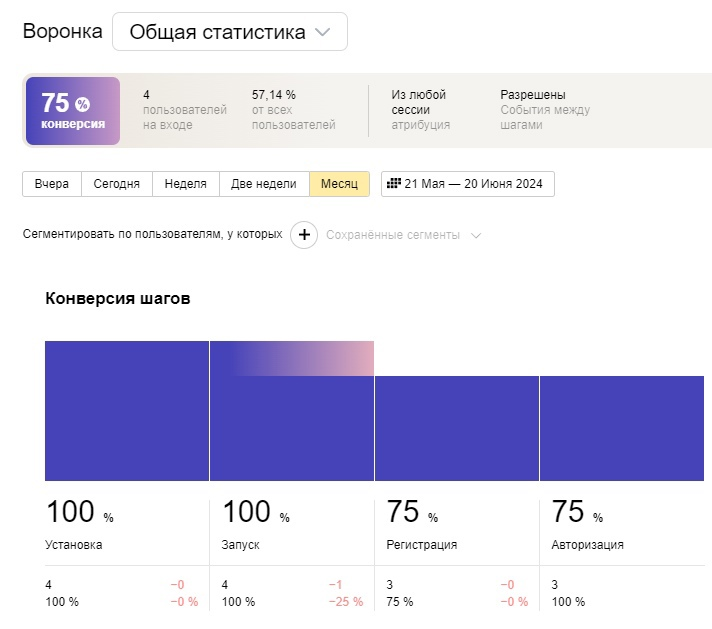 Воронка Общая статистика
75 % 4 57,14 % Из любой Разрешены
конверсия пользователей от всех сессии События между
на входе пользователей атрибуция шагами
Вчера Сегодня Неделя Две недели Месяц 21 Мая — 20 Июня 2024
Сегментировать по пользователям, у которых + Сохранённые сегменты
Конверсия шагов
100 % 100 % 75 % 75 %
Установка Запуск Регистрация Авторизация
4 −0 4 −1 3 −0 3
100 % −0 % 100 % −25 % 75 % −0 % 100 %